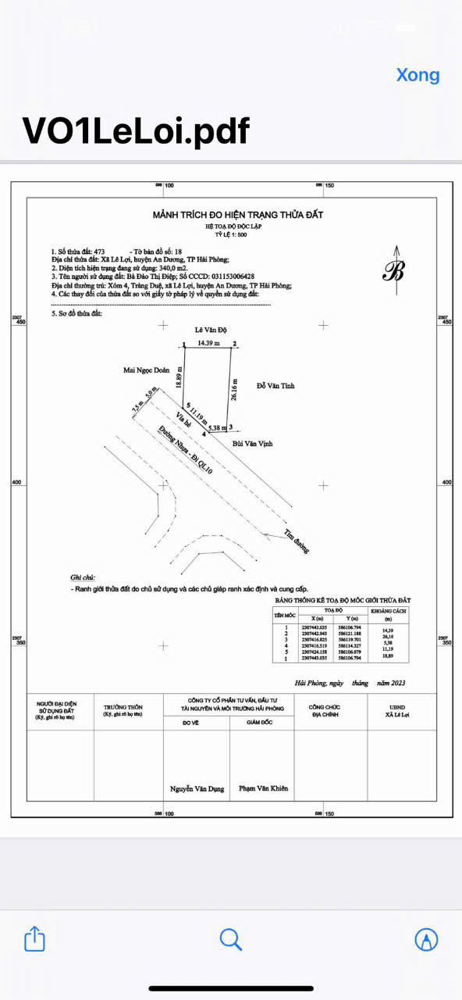 Xong
VO1LeLoi.pdf
586 100
586 150
MẢNH TRÍCH ĐO HIỆN TRẠNG THỬA ĐẤT
HỆ TOẠ ĐỘ ĐỘC LẬP
TỶ LỆ 1: 500
1. Số thửa đất: 473 - Tờ bản đồ số: 18
Địa chỉ thửa đất: Xã Lê Lợi, huyện An Dương, TP Hải Phòng;
2. Diện tích hiện trạng đang sử dụng: 340,0 m2.
3. Tên người sử dụng đất: Bà Đào Thị Điệp; Số CCCD: 031153006428
Địa chỉ thường trú: Xóm 4, Tràng Duệ, xã Lê Lợi, huyện An Dương, TP Hải Phòng;
4. Các thay đổi của thửa đất so với giấy tờ pháp lý về quyền sử dụng đất:
5. Sơ đồ thửa đất:
B
2307 450
2307 450
Lê Văn Độ
1 14.39 m 2
Mai Ngọc Doản
18.89 m
26.16 m
Đỗ Văn Tính
7,5 m
5,0 m
5 11.19 m
Vỉa hè
4 5.38 m 3
Bùi Văn Vịnh
Đường Nhựa - Đi QL10
400
400
Tim đường
Ghi chú:
- Ranh giới thửa đất do chủ sử dụng và các chủ giáp ranh xác định và cung cấp.
BẢNG THỐNG KÊ TOẠ ĐỘ MỐC GIỚI THỬA ĐẤT
TÊN MỐC TOẠ ĐỘ KHOẢNG CÁCH
X (m) Y (m) (m)
1 2307443.035 586106.794
14,39
2 2307442.943 586121.188
26,16
3 2307416.825 586119.701
5,38
4 2307416.519 586114.327
11,19
5 2307424.158 586106.079
18,89
1 2307443.035 586106.794
2307 350
2307 350
Hải Phòng, ngày tháng năm 2023
NGƯỜI ĐẠI DIỆN
SỬ DỤNG ĐẤT
(Ký, ghi rõ họ tên)
TRƯỞNG THÔN
(Ký, ghi rõ họ tên)
CÔNG TY CỔ PHẦN TƯ VẤN, ĐẦU TƯ
TÀI NGUYÊN VÀ MÔI TRƯỜNG HẢI PHÒNG
ĐO VẼ GIÁM ĐỐC
CÔNG CHỨC
ĐỊA CHÍNH
UBND
XÃ Lê Lợi
Nguyễn Văn Dụng Phạm Văn Khiên
586 100
586 150